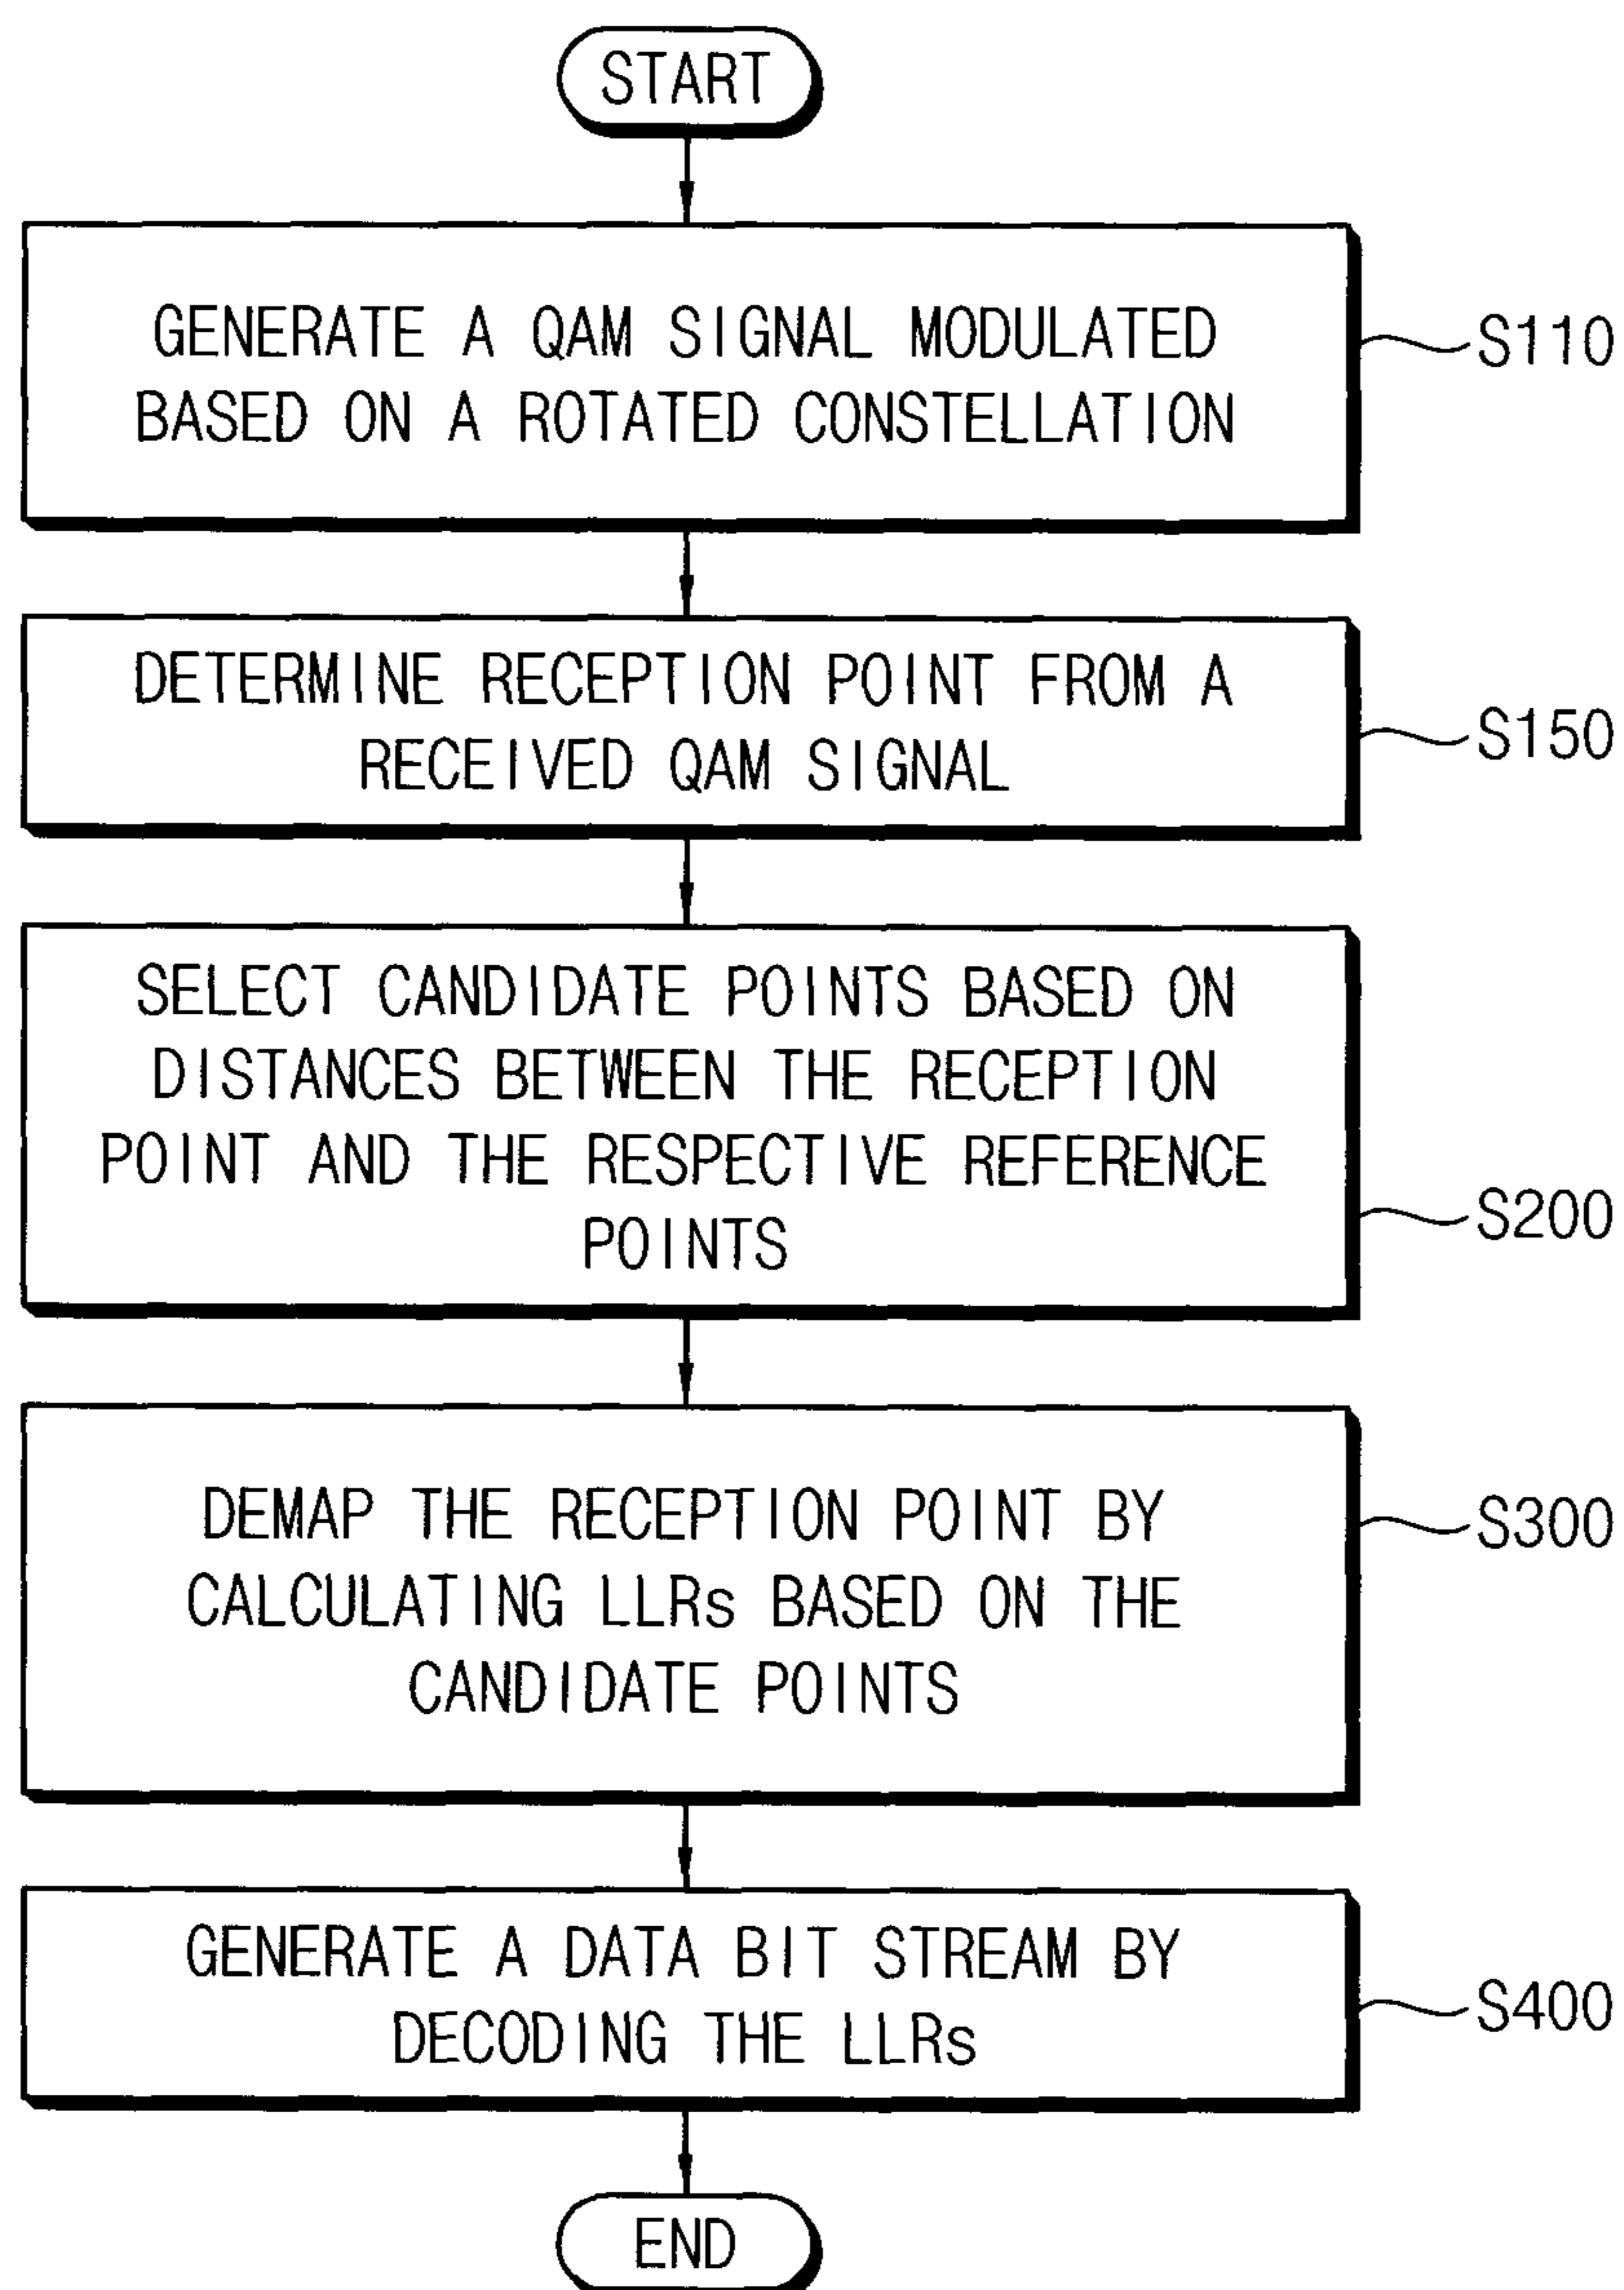 START
GENERATE A QAM SIGNAL MODULATED
BASED ON A ROTATED CONSTELLATION
S110
DETERMINE RECEPTION POINT FROM A
RECEIVED QAM SIGNAL
S150
SELECT CANDIDATE POINTS BASED ON
DISTANCES BETWEEN THE RECEPTION
POINT AND THE RESPECTIVE REFERENCE
POINTS
S200
DEMAP THE RECEPTION POINT BY
CALCULATING LLRs BASED ON THE
CANDIDATE POINTS
S300
GENERATE A DATA BIT STREAM BY
DECODING THE LLRs
S400
END